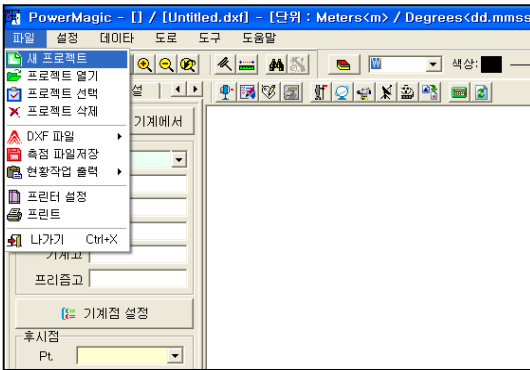 PowerMagic - [] / [Untitled.dxf] - [단위 : Meters<m> / Degrees<dd.mmss
파일 설정 데이타 도로 도구 도움말
새 프로젝트
프로젝트 열기
색상:
프로젝트 선택
프로젝트 삭제
기계에서
DXF 파일
측점 파일저장
현황작업 출력
프린터 설정
프린트
나가기 Ctrl+X
기계고
프리즘고
기계점 설정
후시점
Pt.